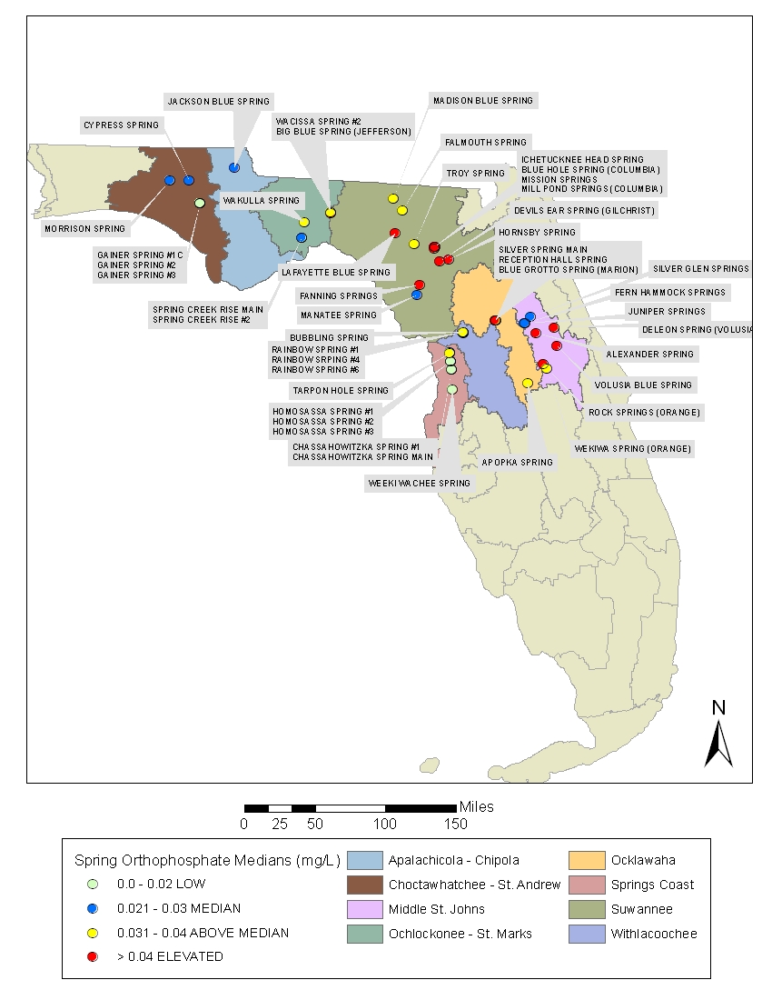 MADISON BLUE SPRING
JACKSON BLUE SPRING
CYPRESS SPRING
WACISSA SPRING #2
BIG BLUE SPRING (JEFFERSON)
FALMOUTH SPRING
TROY SPRING
ICHETUCKNEE HEAD SPRING
BLUE HOLE SPRING (COLUMBIA)
MISSION SPRINGS
MILL POND SPRINGS (COLUMBIA)
WAKULLA SPRING
DEVILS EAR SPRING (GILCHRIST)
MORRISON SPRING
HORNSBY SPRING
GAINER SPRING #1C
GAINER SPRING #2
GAINER SPRING #3
SILVER SPRING MAIN
RECEPTION HALL SPRING
BLUE GROTTO SPRING (MARION)
LAFAYETTE BLUE SPRING
SILVER GLEN SPRINGS
FANNING SPRINGS
FERN HAMMOCK SPRINGS
SPRING CREEK RISE MAIN
SPRING CREEK RISE #2
MANATEE SPRING
JUNIPER SPRINGS
DELEON SPRING (VOLUSIA
BUBBLING SPRING
RAINBOW SPRING #1
RAINBOW SRPING #4
RAINBOW SPRING #6
ALEXANDER SPRING
TARPON HOLE SPRING
VOLUSIA BLUE SPRING
HOMOSASSA SPRING #1
HOMOSASSA SPRING #2
HOMOSASSA SPRING #3
ROCK SPRINGS (ORANGE)
CHASSAHOWITZKA SPRING #1
CHASSAHOWITZKA SPRING MAIN
WEKIWA SPRING (ORANGE)
APOPKA SPRING
WEEKIWACHEE SPRING
N
Miles
0 25 50 100 150
Spring Orthophosphate Medians (mg/L)
0.0 - 0.02 LOW
0.021 - 0.03 MEDIAN
0.031 - 0.04 ABOVE MEDIAN
> 0.04 ELEVATED
Apalachicola - Chipola
Choctawhatchee - St. Andrew
Middle St. Johns
Ochlockonee - St. Marks
Ocklawaha
Springs Coast
Suwannee
Withlacoochee